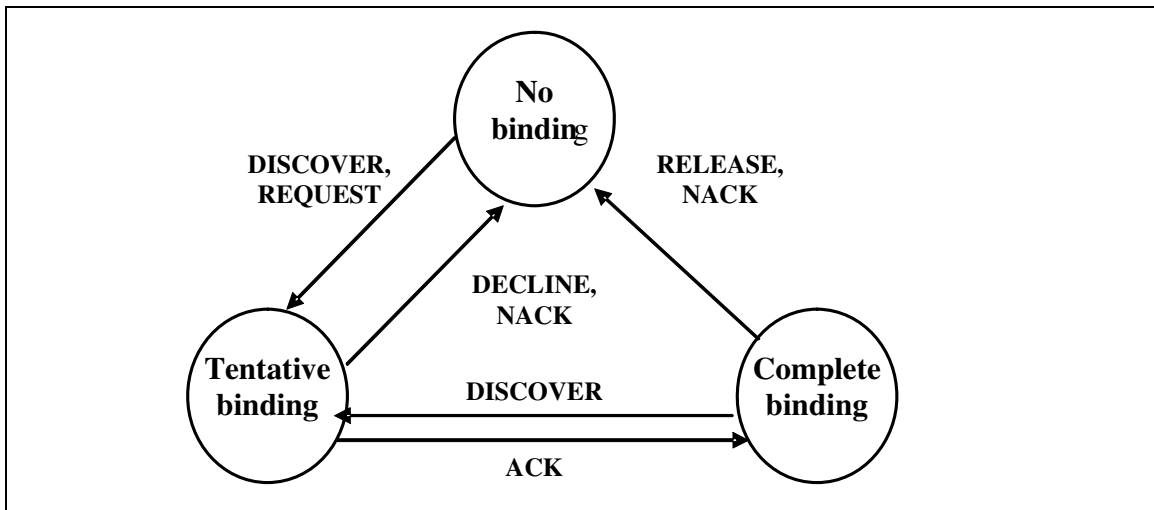 No
binding
DISCOVER,
REQUEST
RELEASE,
NACK
DECLINE,
NACK
Tentative
binding
DISCOVER
ACK
Complete
binding